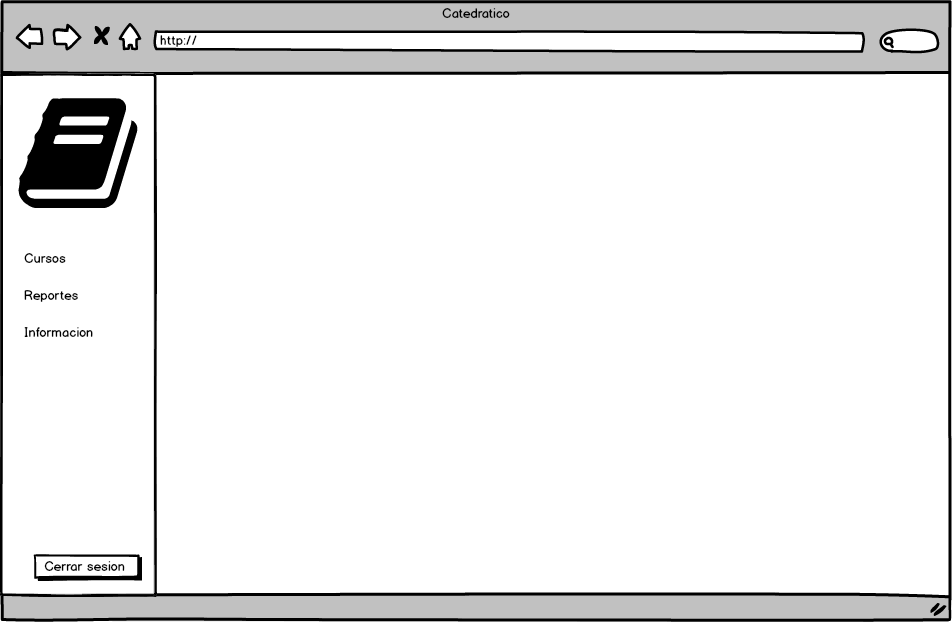 Catedratico
http://
Cursos
Reportes
Informacion
Cerrar sesion